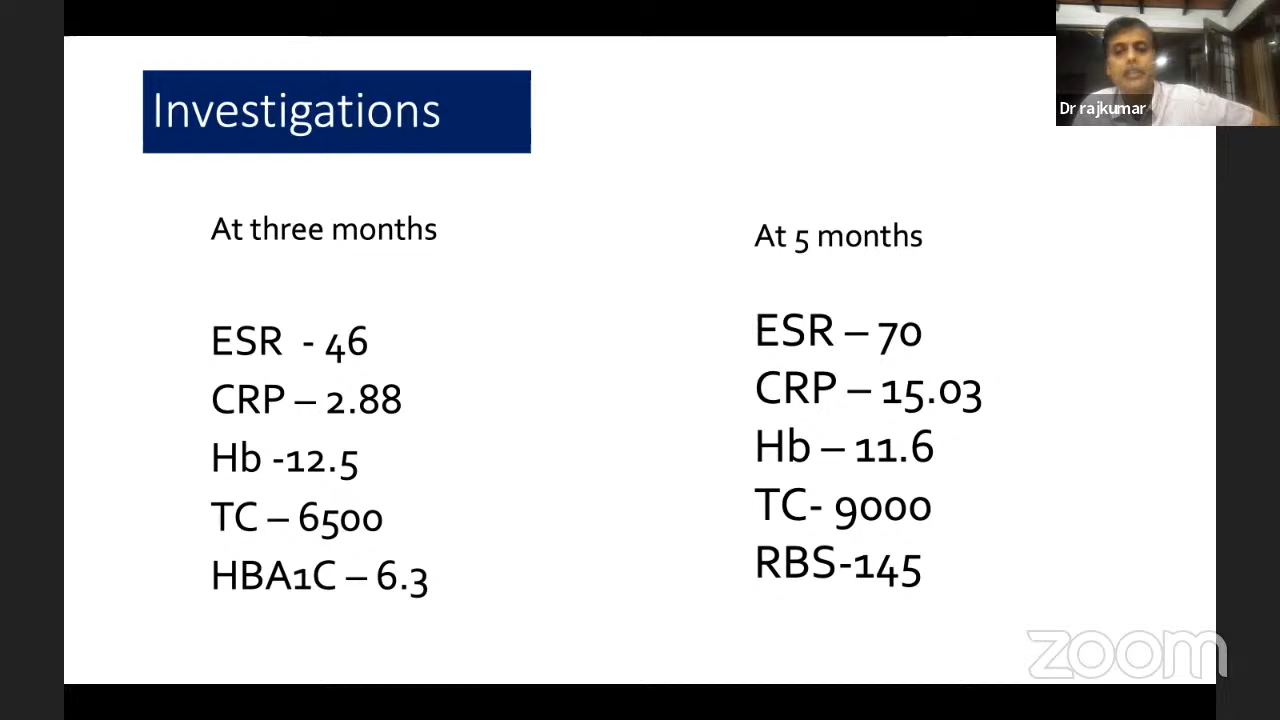 Investigations
Dr rajkumar
At three months
ESR - 46
CRP – 2.88
Hb -12.5
TC – 6500
HBA1C – 6.3
At 5 months
ESR – 70
CRP – 15.03
Hb – 11.6
TC- 9000
RBS-145
zoom